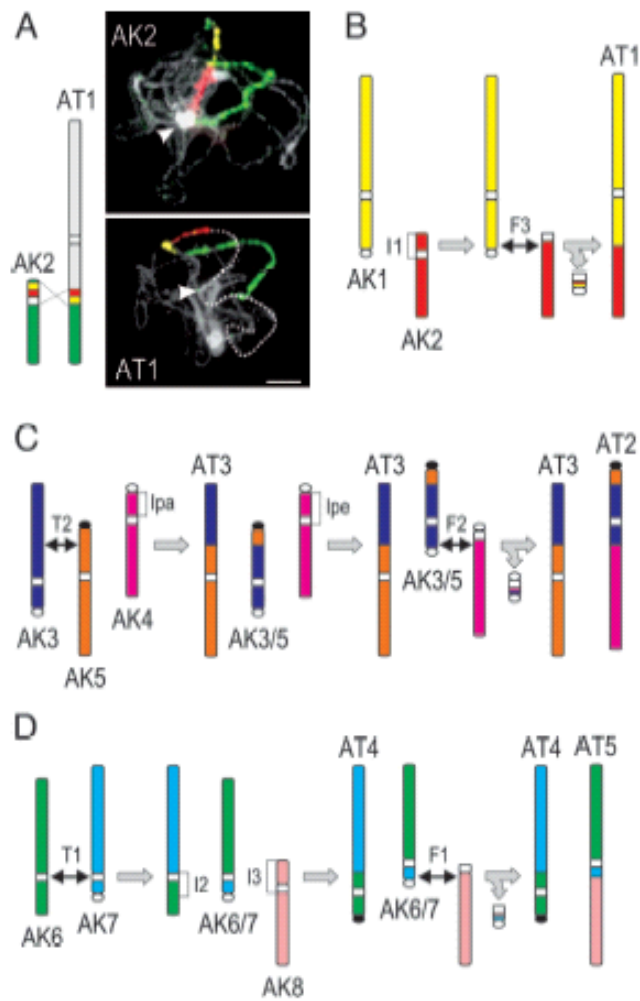 A
AK2
AT1
AK2
AT1
B
AT1
I1
F3
AK1
AK2
C
AT3
AT3
AT3
AT2
T2
Ipa
Ipe
F2
AK3
AK4
AK3/5
AK3/5
AK5
D
AT4
AT4
AT5
T1
I2
I3
F1
AK6
AK7
AK6/7
AK6/7
AK8